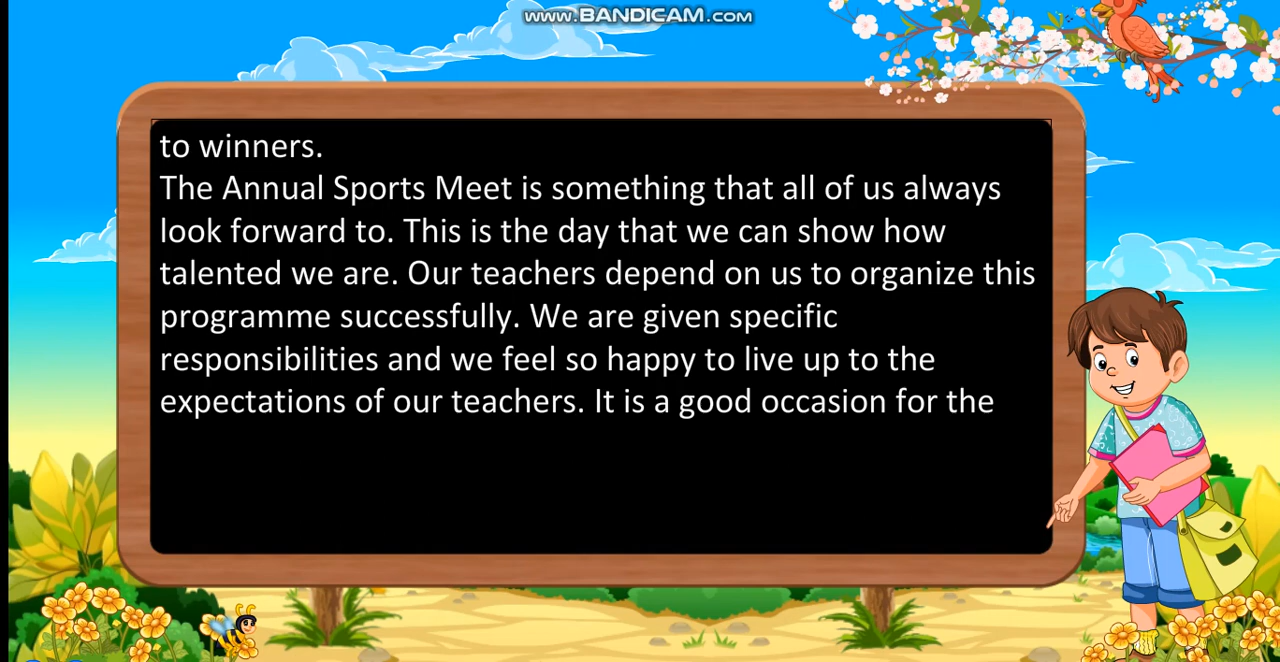 www.BANDICAM.com
to winners.
The Annual Sports Meet is something that all of us always
look forward to. This is the day that we can show how
talented we are. Our teachers depend on us to organize this
programme successfully. We are given specific
responsibilities and we feel so happy to live up to the
expectations of our teachers. It is a good occasion for the